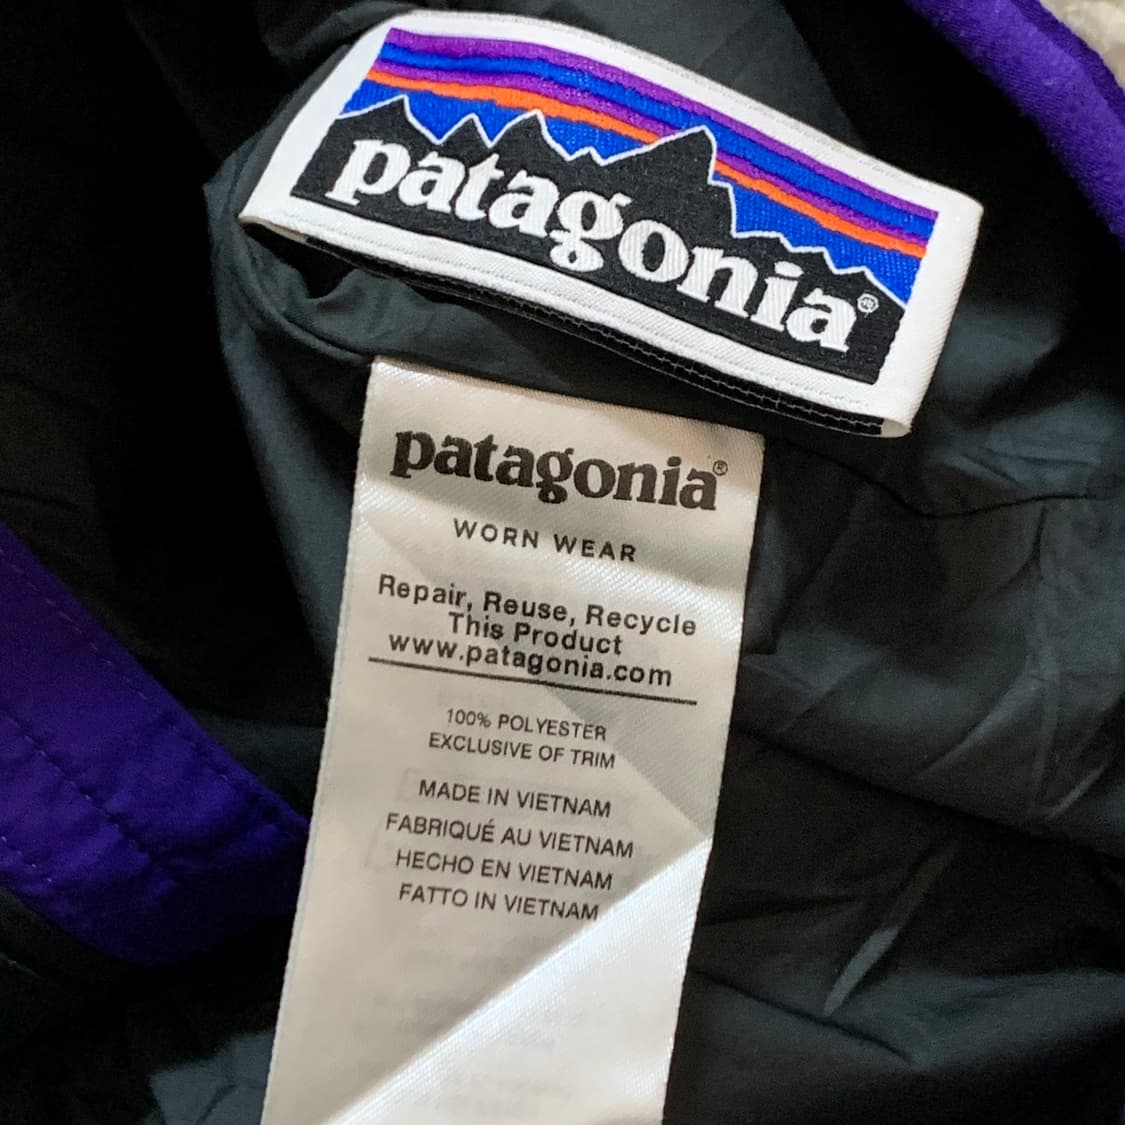 patagonia®
patagonia®
WORN WEAR
Repair, Reuse, Recycle
This Product
www.patagonia.com
100% POLYESTER
EXCLUSIVE OF TRIM
MADE IN VIETNAM
FABRIQUÉ AU VIETNAM
HECHO EN VIETNAM
FATTO IN VIETNAM